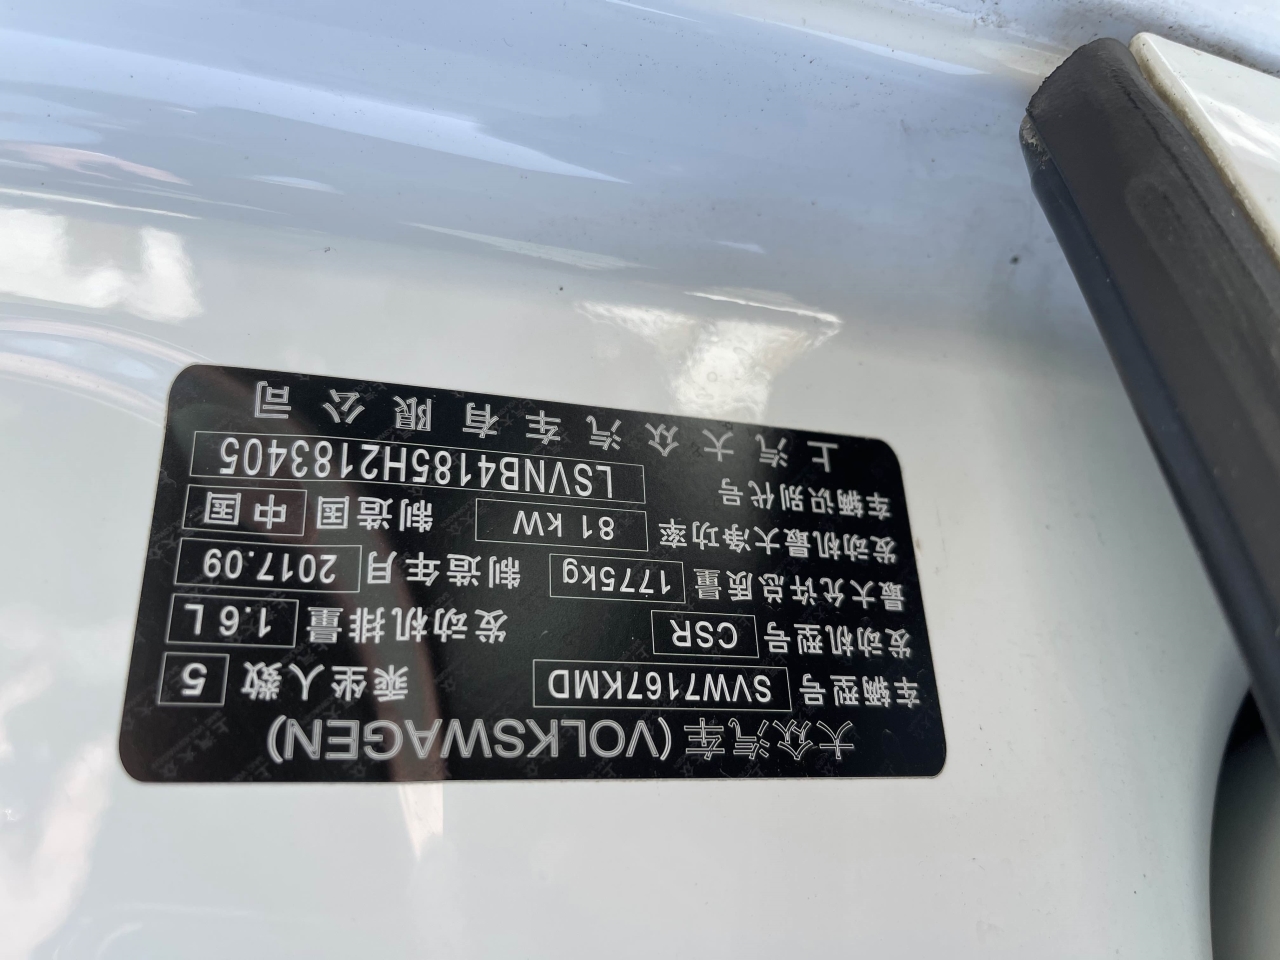 大众汽车(VOLKSWAGEN)
车辆型号 SVW7167KMD 乘坐人数 5
发动机型号 CSR 发动机排量 1.6 L
最大允许总质量 1775kg 制造年月 2017.09
发动机最大净功率 81 kW 制造国 中国
车辆识别代号 LSVNB4185H2183405
上汽大众汽车有限公司